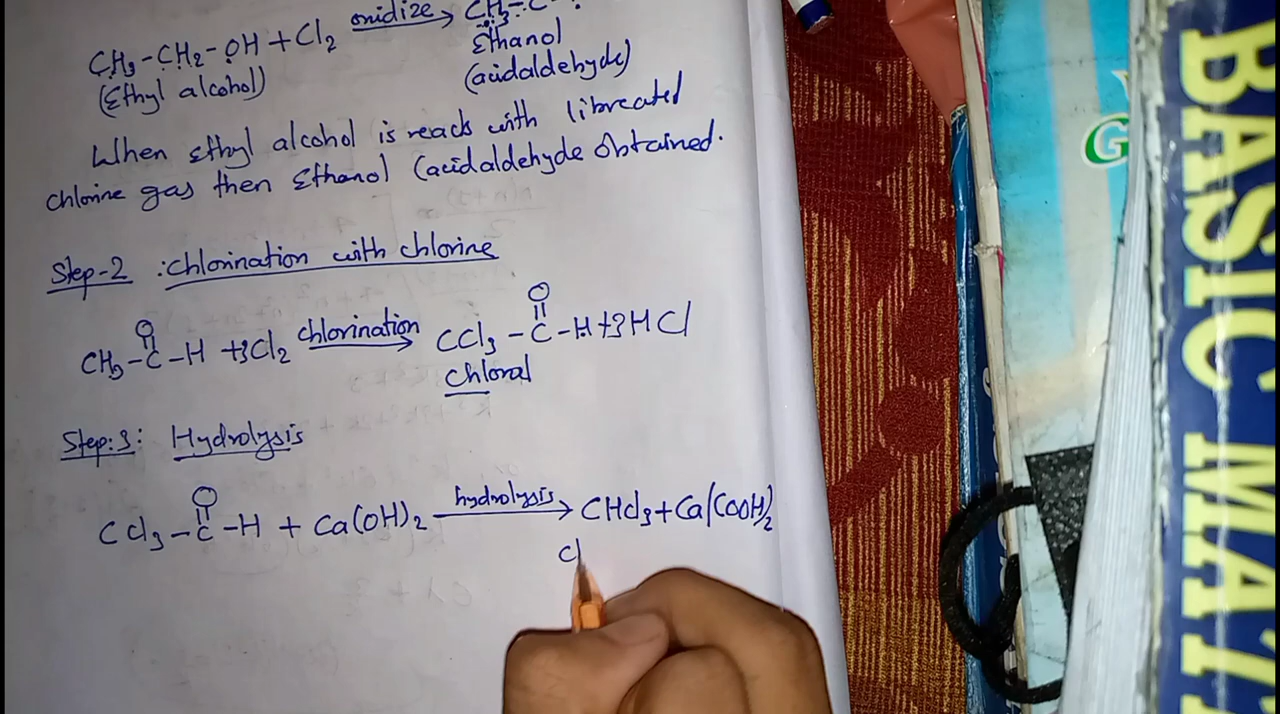 CH₃-CH₂-OH + Cl₂ onidize → CH₃-C
(Ethyl alcohol)
Ethanol
(acidaldehyde)
When Ethyl alcohol is reacts with libreated
chlorine gas then Ethanol (acidaldehyde obtained.
Step-2 : Chlorination with chlorine
O
O
CH₃-C-H +3Cl₂ chlorination → CCl₃-C-H+3HCl
Chloral
Step:3: Hydrolysis
O
CCl₃-C-H + Ca(OH)₂ hydrolysis → CHCl₃+Ca(COOH)₂
cl
G
BASIC MAT